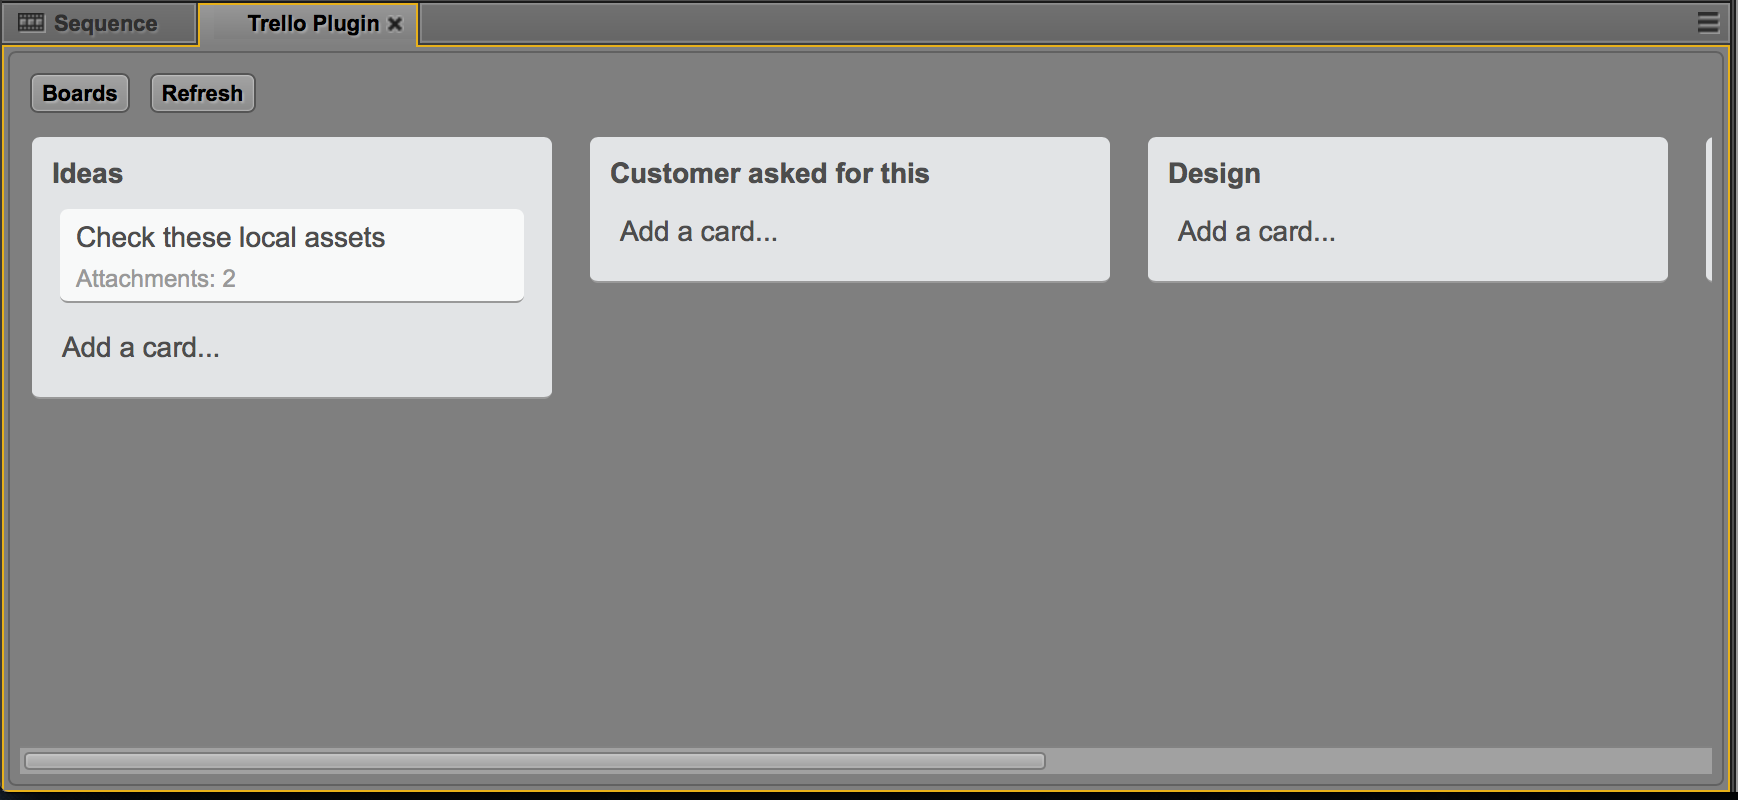 Sequence
Trello Plugin
Boards Refresh
Ideas
Check these local assets
Attachments: 2
Add a card...
Customer asked for this
Add a card...
Design
Add a card...